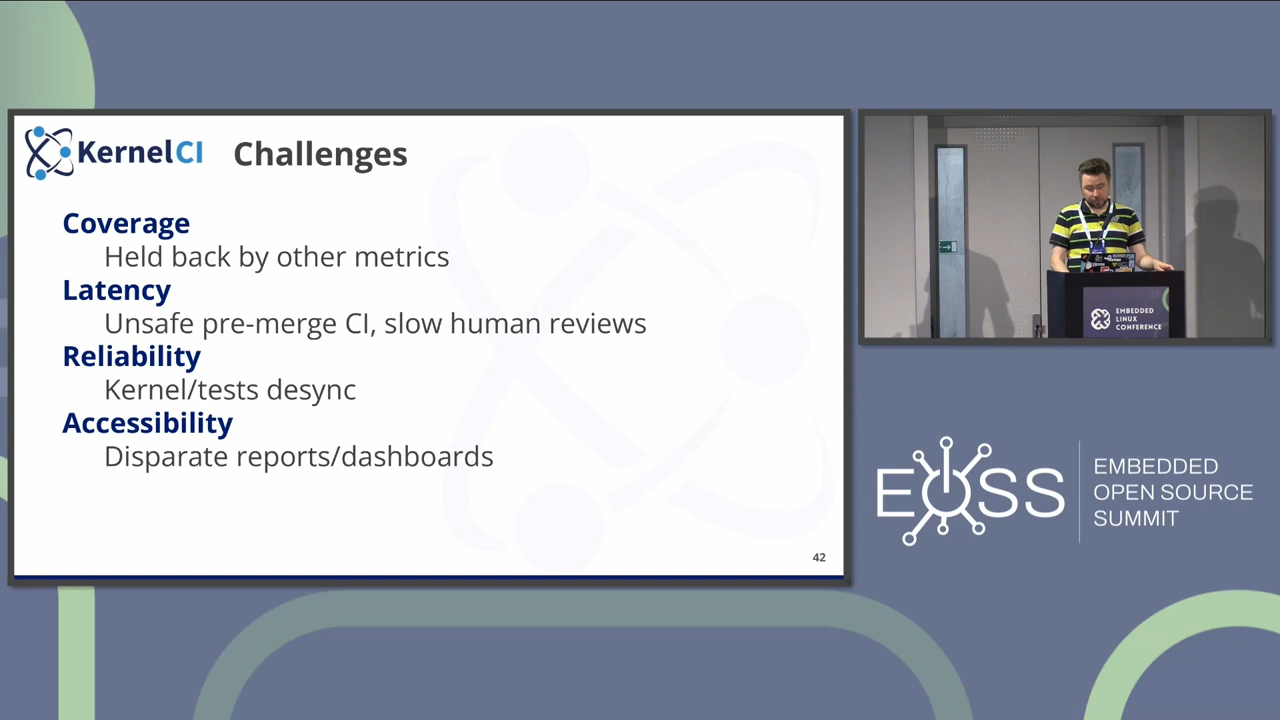 KernelCI
Challenges
Coverage
Held back by other metrics
Latency
Unsafe pre-merge CI, slow human reviews
Reliability
Kernel/tests desync
Accessibility
Disparate reports/dashboards
42
EMBEDDED
LINUX
CONFERENCE
EOSS
EMBEDDED
OPEN SOURCE
SUMMIT